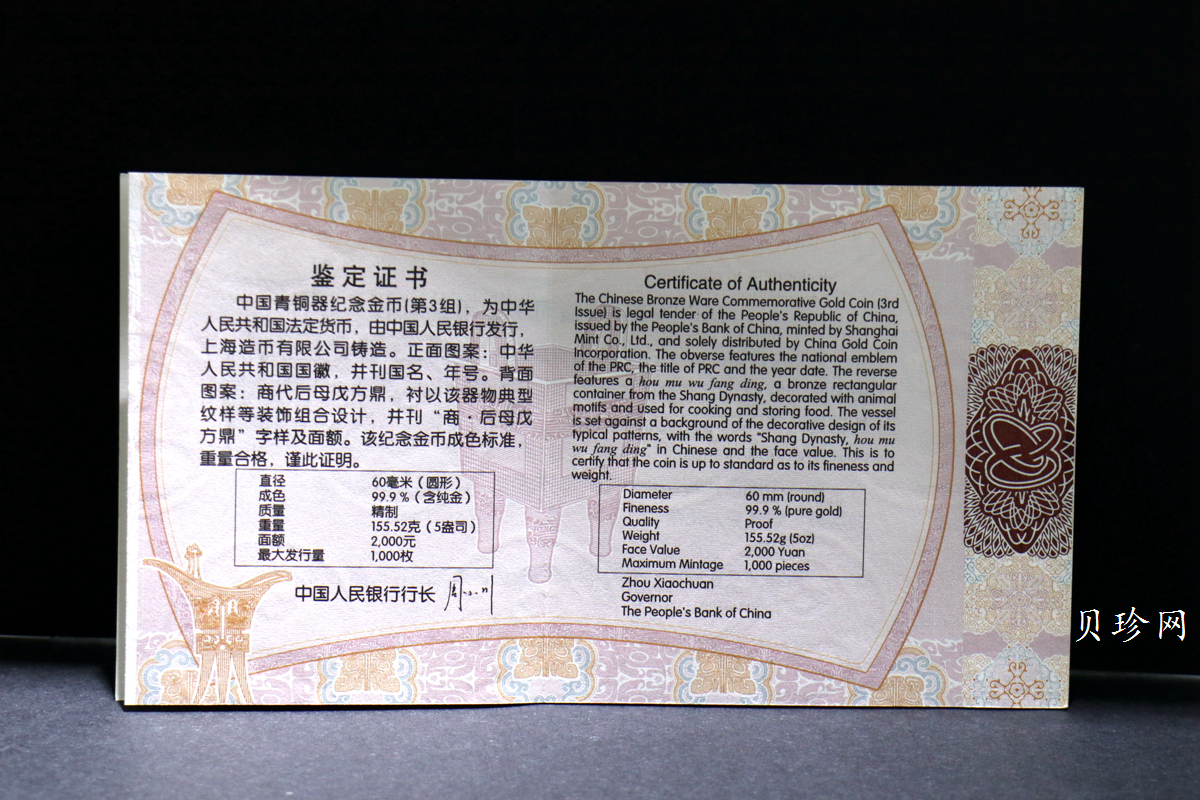 鉴定证书
中国青铜器纪念金币(第3组)，为中华
人民共和国法定货币，由中国人民银行发行，
上海造币有限公司铸造。正面图案：中华
人民共和国国徽，并刊国名、年号。背面
图案：商代后母戊方鼎，衬以该器物典型
纹样等装饰组合设计，并刊“商·后母戊
方鼎”字样及面额。该纪念金币成色标准，
重量合格，谨此证明。
直径 60毫米（圆形）
成色 99.9％（含纯金）
质量 精制
重量 155.52克（5盎司）
面额 2,000元
最大发行量 1,000枚
中国人民银行行长
Certificate of Authenticity
The Chinese Bronze Ware Commemorative Gold Coin (3rd
Issue) is legal tender of the People's Republic of China,
issued by the People's Bank of China, minted by Shanghai
Mint Co., Ltd., and solely distributed by China Gold Coin
Incorporation. The obverse features the national emblem
of the PRC, the title of PRC and the year date. The reverse
features a hou mu wu fang ding, a bronze rectangular
container from the Shang Dynasty, decorated with animal
motifs and used for cooking and storing food. The vessel
is set against a background of the decorative design of its
typical patterns, with the words "Shang Dynasty, hou mu
wu fang ding" in Chinese and the face value. This is to
certify that the coin is up to standard as to its fineness and
weight.
Diameter 60 mm (round)
Fineness 99.9 % (pure gold)
Quality Proof
Weight 155.52g (5oz)
Face Value 2,000 Yuan
Maximum Mintage 1,000 pieces
Zhou Xiaochuan
Governor
The People's Bank of China
贝珍网